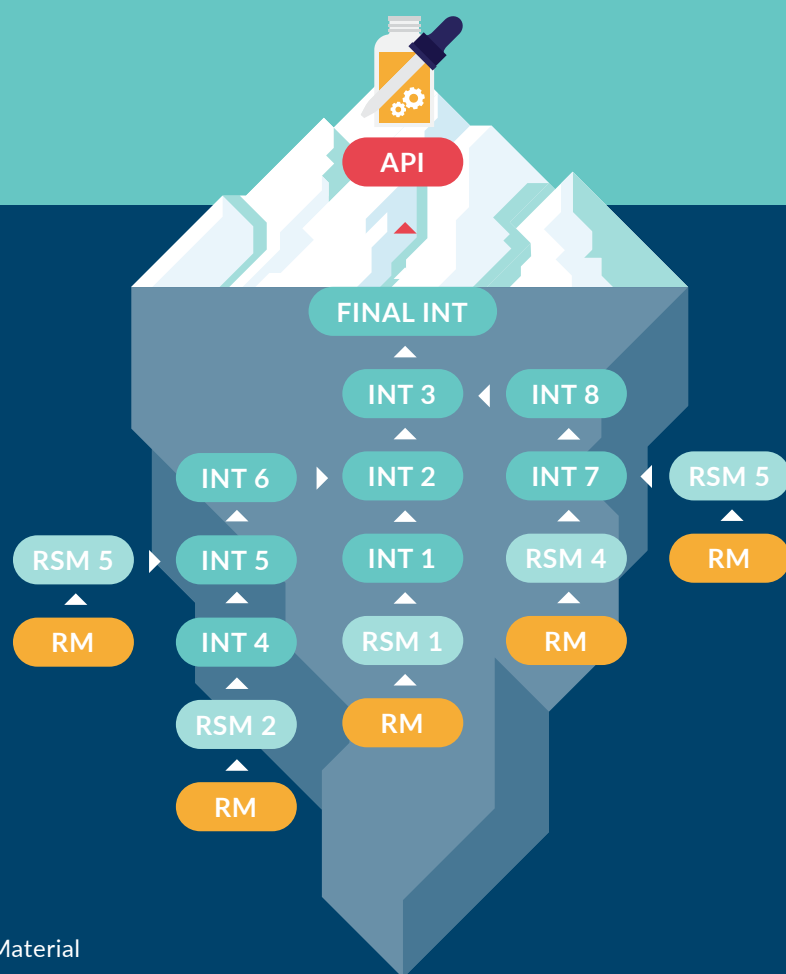 API
FINAL INT
INT 3
INT 8
INT 6
INT 2
INT 7
RSM 5
RSM 5
INT 5
INT 1
RSM 4
RM
RM
INT 4
RSM 1
RM
RSM 2
RM
RM
Material